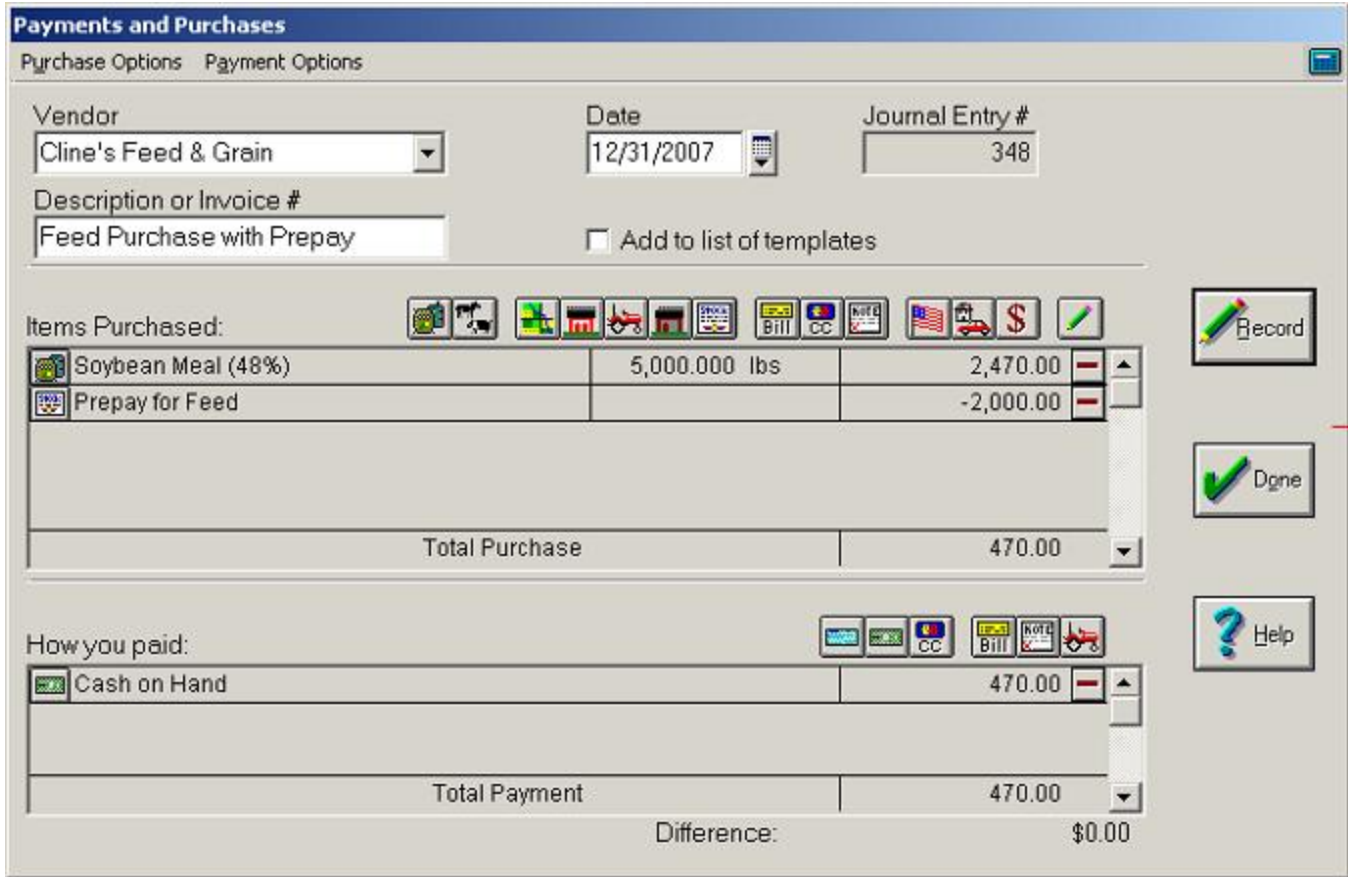 Payments and Purchases
Purchase Options Payment Options
Vendor Date Journal Entry #
Cline's Feed & Grain 12/31/2007 348
Description or Invoice #
Feed Purchase with Prepay Add to list of templates
Items Purchased: Bill CC NOTE $
Record
Soybean Meal (48%) 5,000.000 lbs 2,470.00
Prepay for Feed -2,000.00
Done
Total Purchase 470.00
How you paid: CC Bill NOTE
Help
Cash on Hand 470.00
Total Payment 470.00
Difference: $0.00